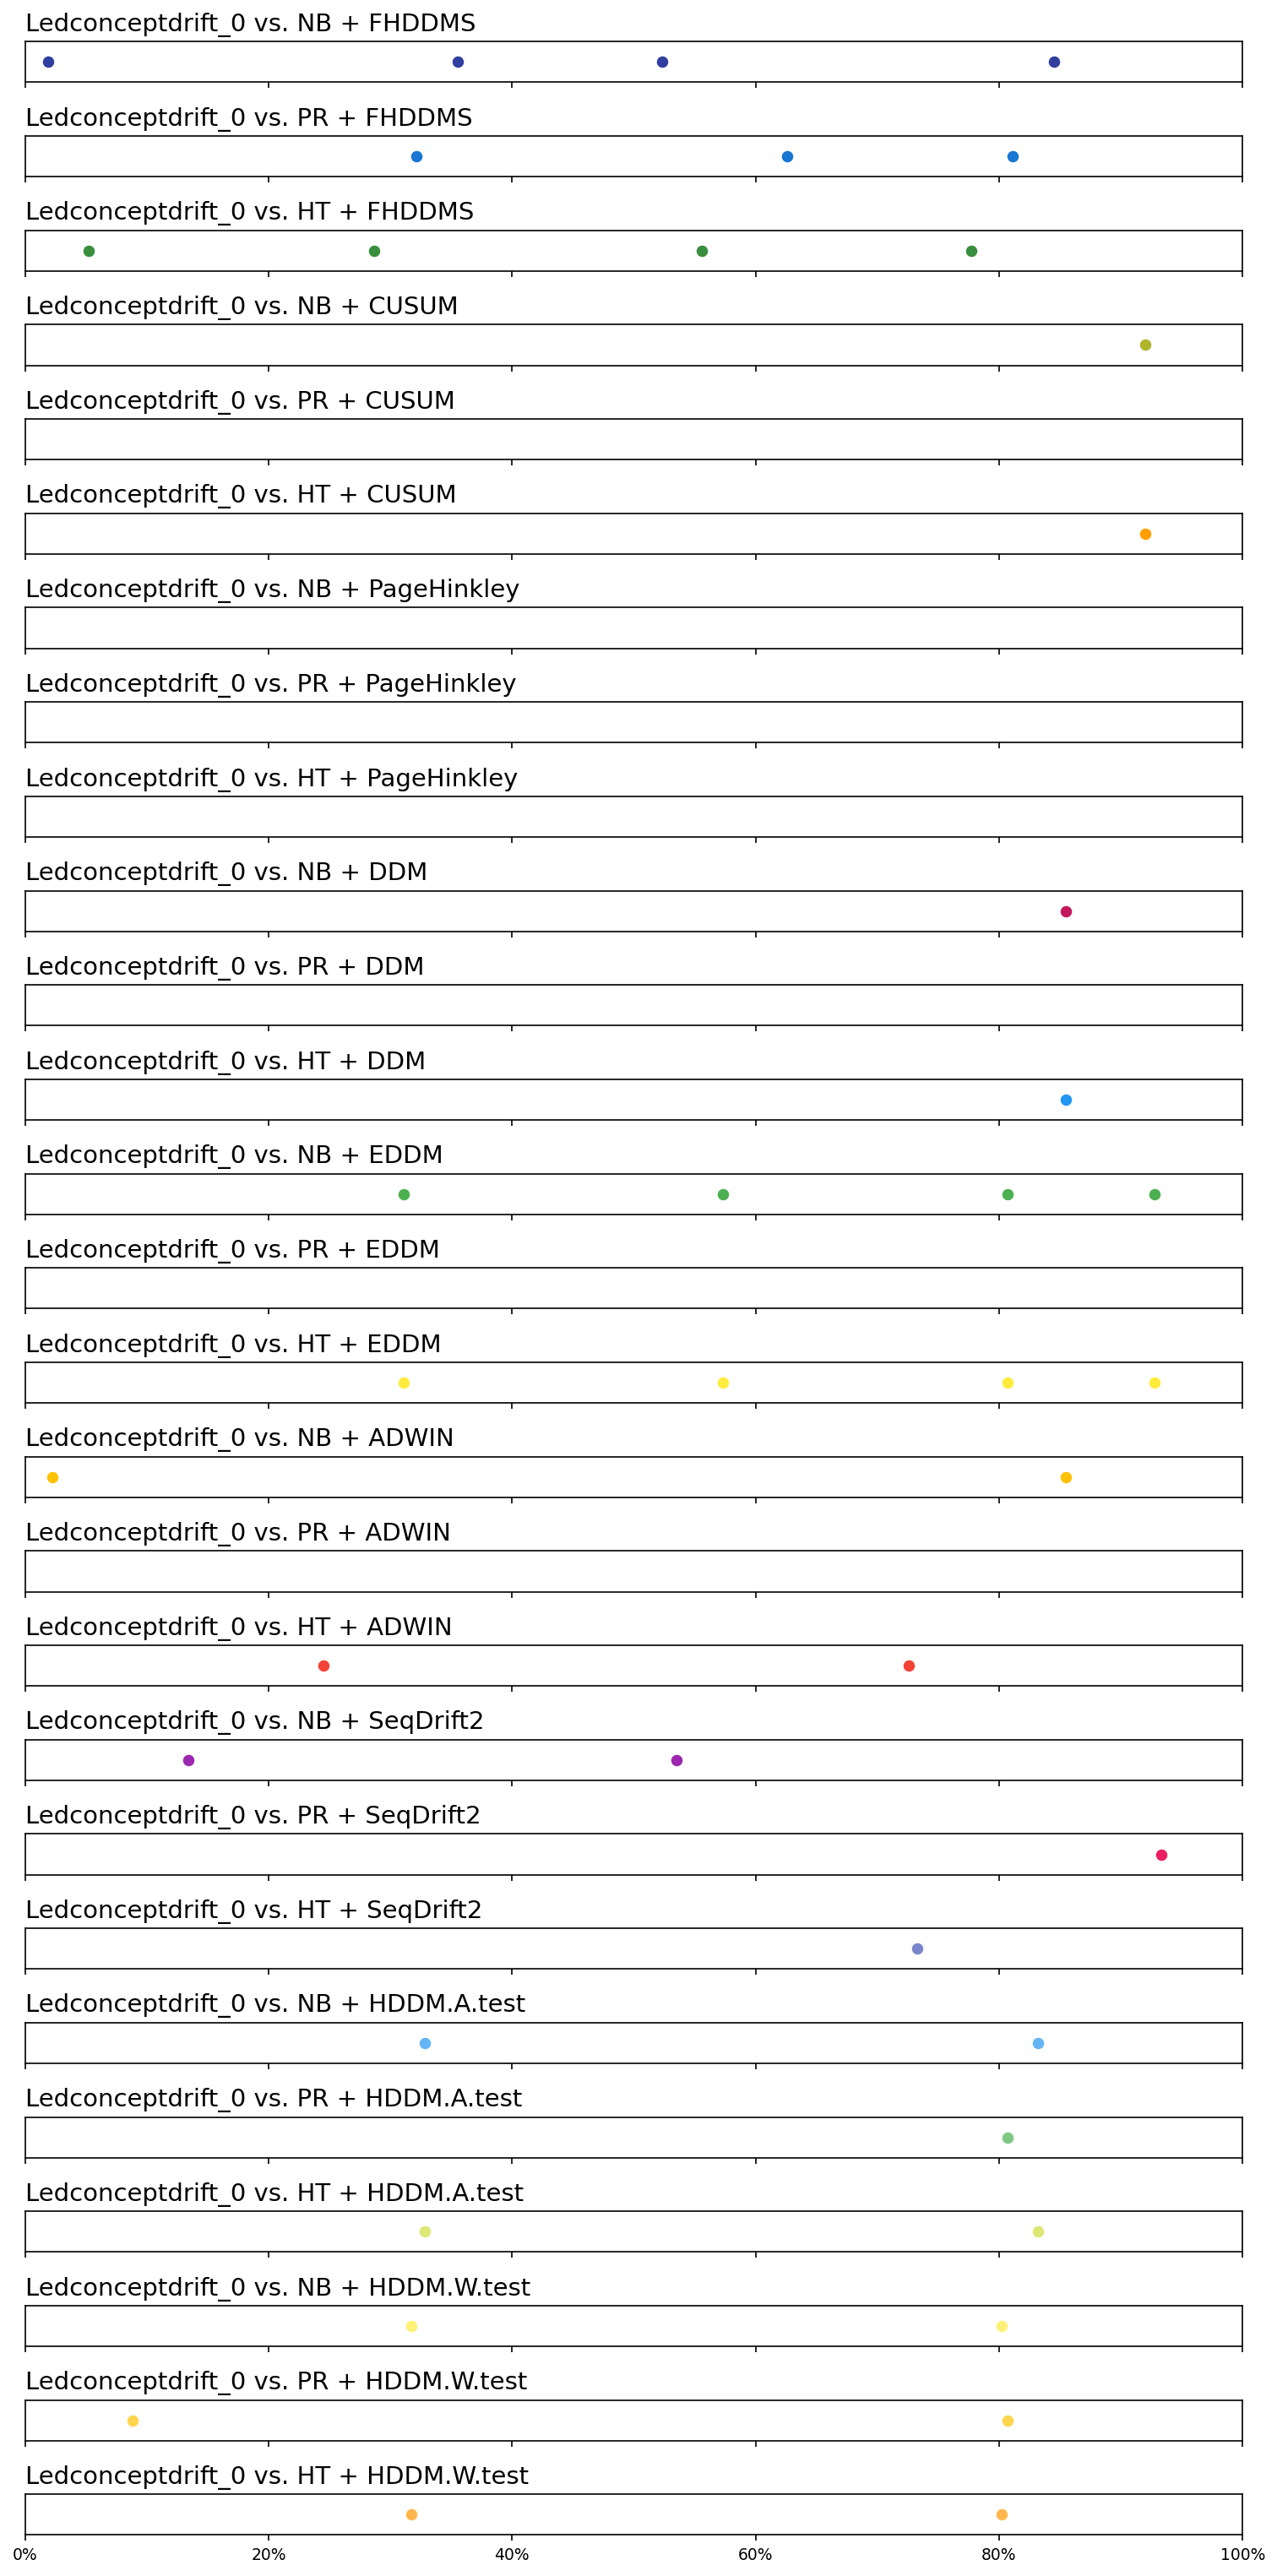 Ledconceptdrift_0 vs. NB + FHDDMS
Ledconceptdrift_0 vs. PR + FHDDMS
Ledconceptdrift_0 vs. HT + FHDDMS
Ledconceptdrift_0 vs. NB + CUSUM
Ledconceptdrift_0 vs. PR + CUSUM
Ledconceptdrift_0 vs. HT + CUSUM
Ledconceptdrift_0 vs. NB + PageHinkley
Ledconceptdrift_0 vs. PR + PageHinkley
Ledconceptdrift_0 vs. HT + PageHinkley
Ledconceptdrift_0 vs. NB + DDM
Ledconceptdrift_0 vs. PR + DDM
Ledconceptdrift_0 vs. HT + DDM
Ledconceptdrift_0 vs. NB + EDDM
Ledconceptdrift_0 vs. PR + EDDM
Ledconceptdrift_0 vs. HT + EDDM
Ledconceptdrift_0 vs. NB + ADWIN
Ledconceptdrift_0 vs. PR + ADWIN
Ledconceptdrift_0 vs. HT + ADWIN
Ledconceptdrift_0 vs. NB + SeqDrift2
Ledconceptdrift_0 vs. PR + SeqDrift2
Ledconceptdrift_0 vs. HT + SeqDrift2
Ledconceptdrift_0 vs. NB + HDDM.A.test
Ledconceptdrift_0 vs. PR + HDDM.A.test
Ledconceptdrift_0 vs. HT + HDDM.A.test
Ledconceptdrift_0 vs. NB + HDDM.W.test
Ledconceptdrift_0 vs. PR + HDDM.W.test
Ledconceptdrift_0 vs. HT + HDDM.W.test
0% 20% 40% 60% 80% 100%